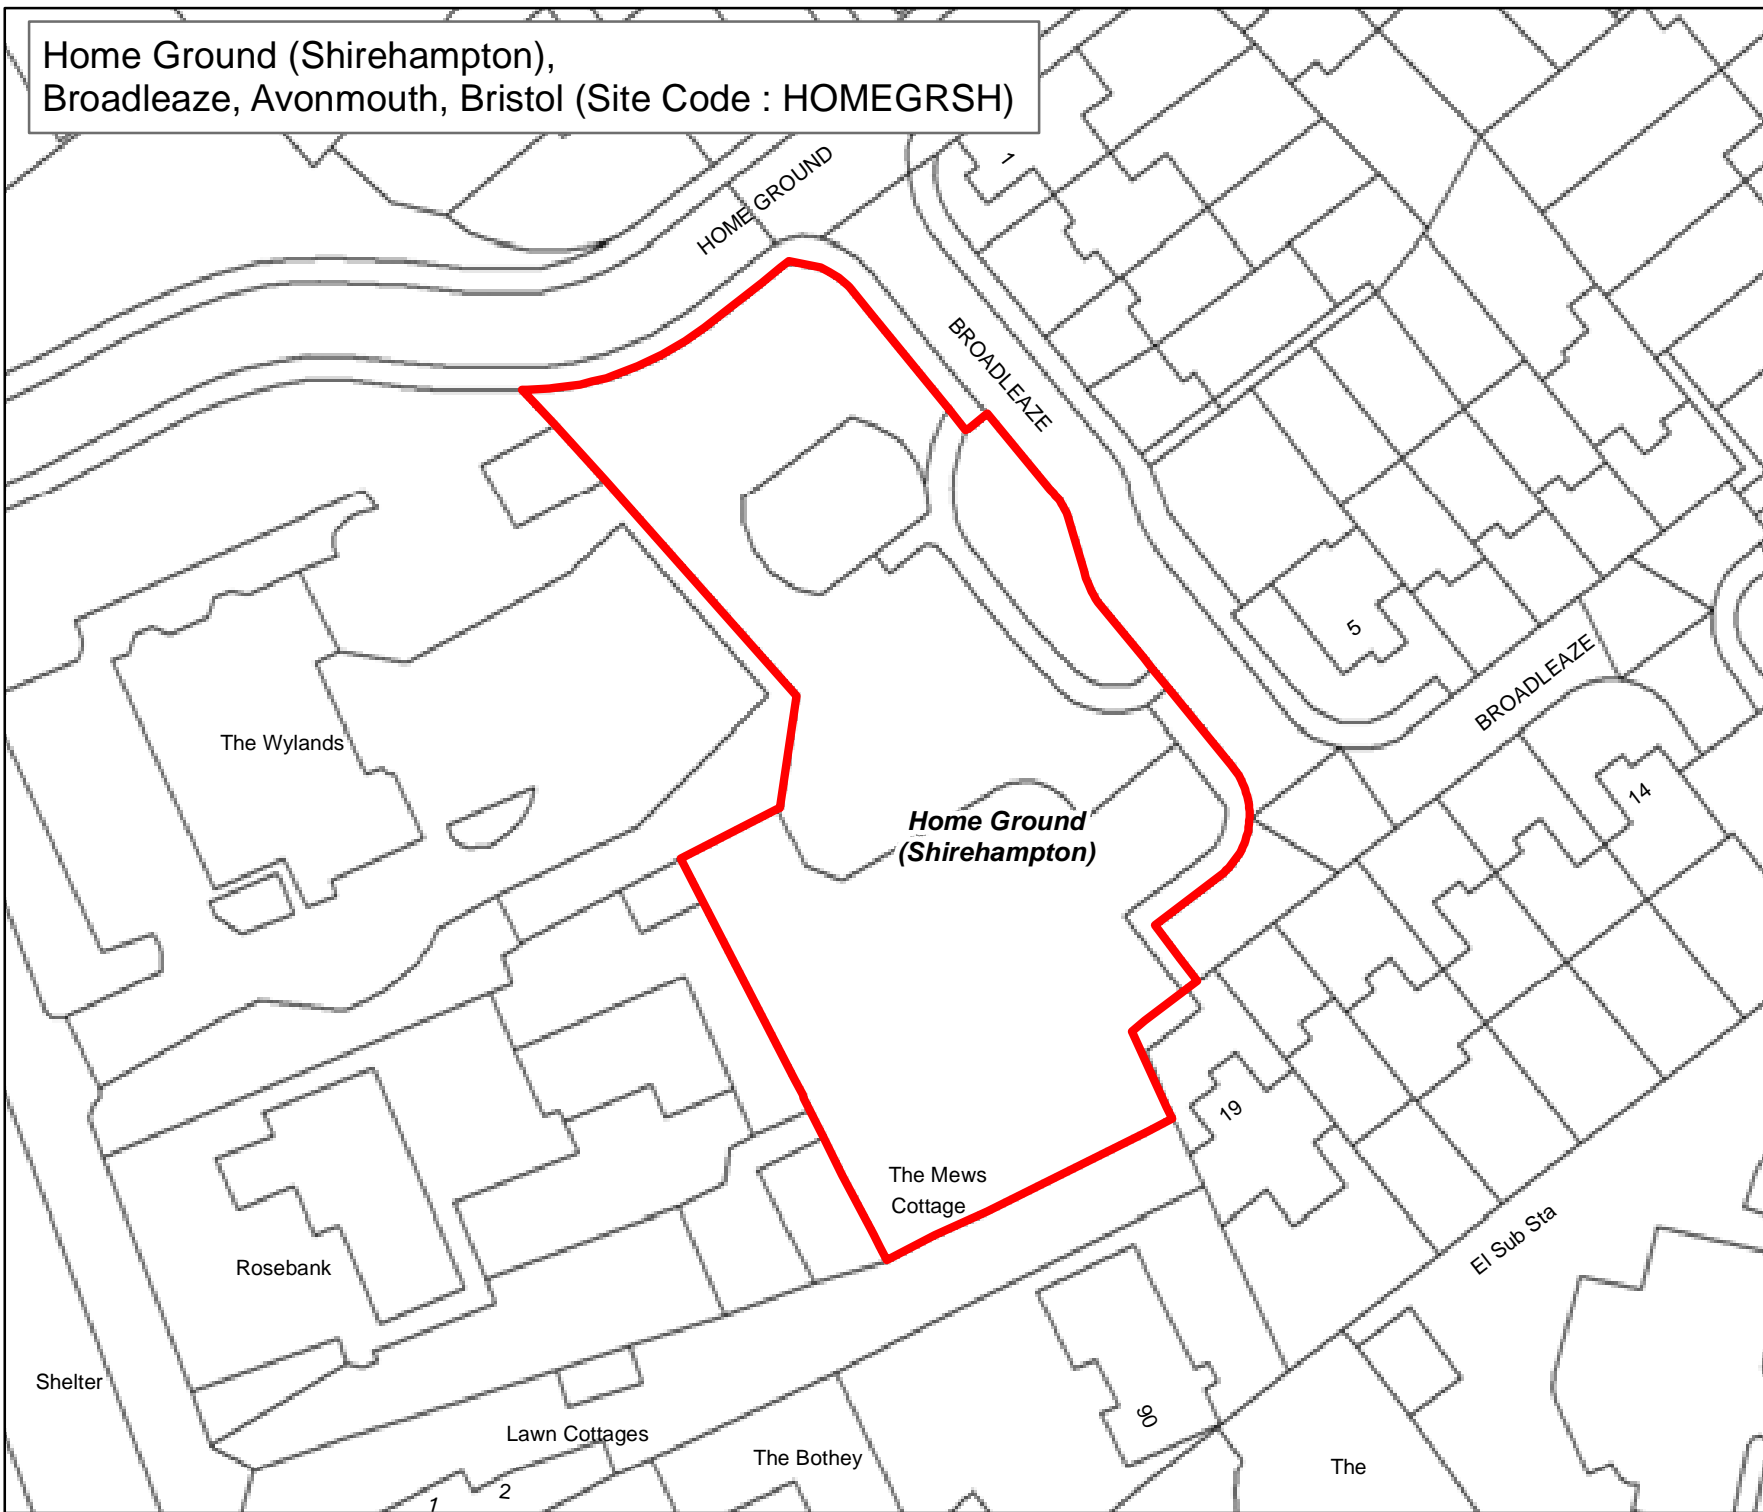 Home Ground (Shirehampton),
Broadleaze, Avonmouth, Bristol (Site Code : HOMEGRSH)
HOME GROUND
1
BROADLEAZE
5
BROADLEAZE
The Wylands
14
Home Ground
(Shirehampton)
19
The Mews
Cottage
El Sub Sta
Rosebank
Shelter
90
Lawn Cottages
The Bothey
The
1
2